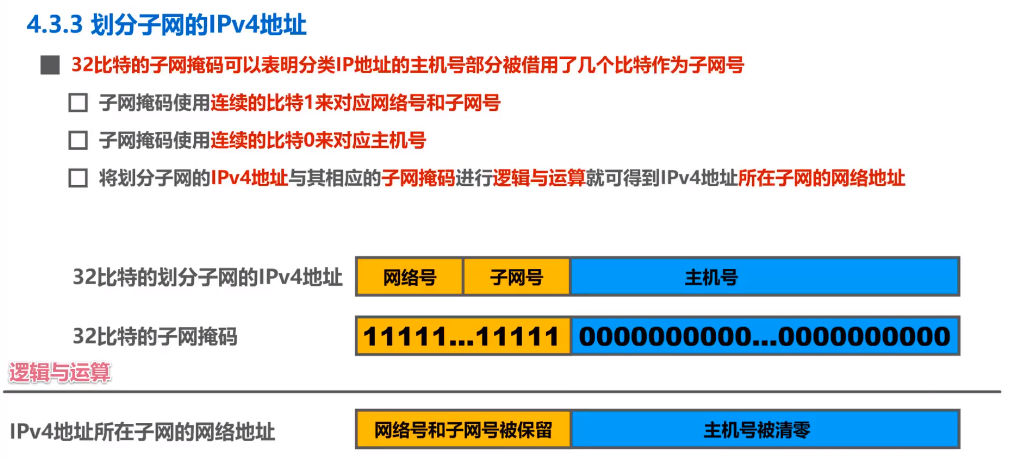 4.3.3 划分子网的IPv4地址
32比特的子网掩码可以表明分类IP地址的主机号部分被借用了几个比特作为子网号
子网掩码使用连续的比特1来对应网络号和子网号
子网掩码使用连续的比特0来对应主机号
将划分子网的IPv4地址与其相应的子网掩码进行逻辑与运算就可得到IPv4地址所在子网的网络地址
32比特的划分子网的IPv4地址 网络号 子网号 主机号
32比特的子网掩码 11111...11111 0000000000...0000000000
逻辑与运算
IPv4地址所在子网的网络地址 网络号和子网号被保留 主机号被清零